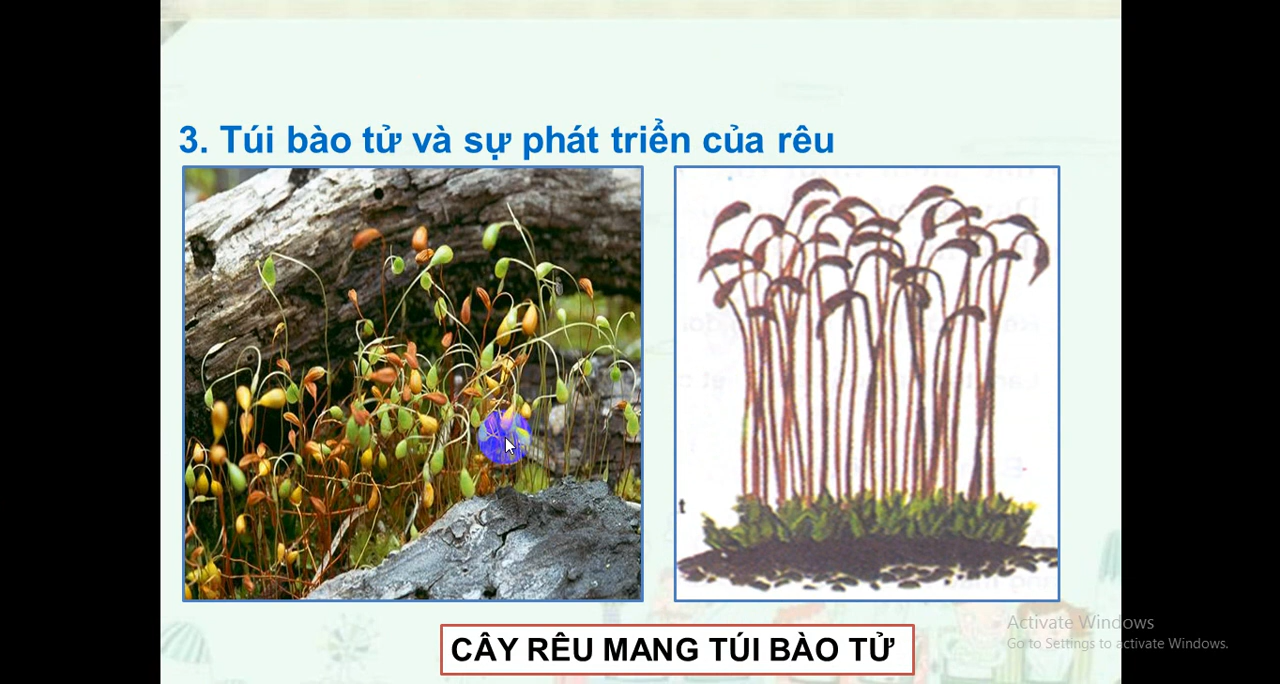 3. Túi bào tử và sự phát triển của rêu
t
CÂY RÊU MANG TÚI BÀO TỬ
Activate Windows
Go to Settings to activate Windows.